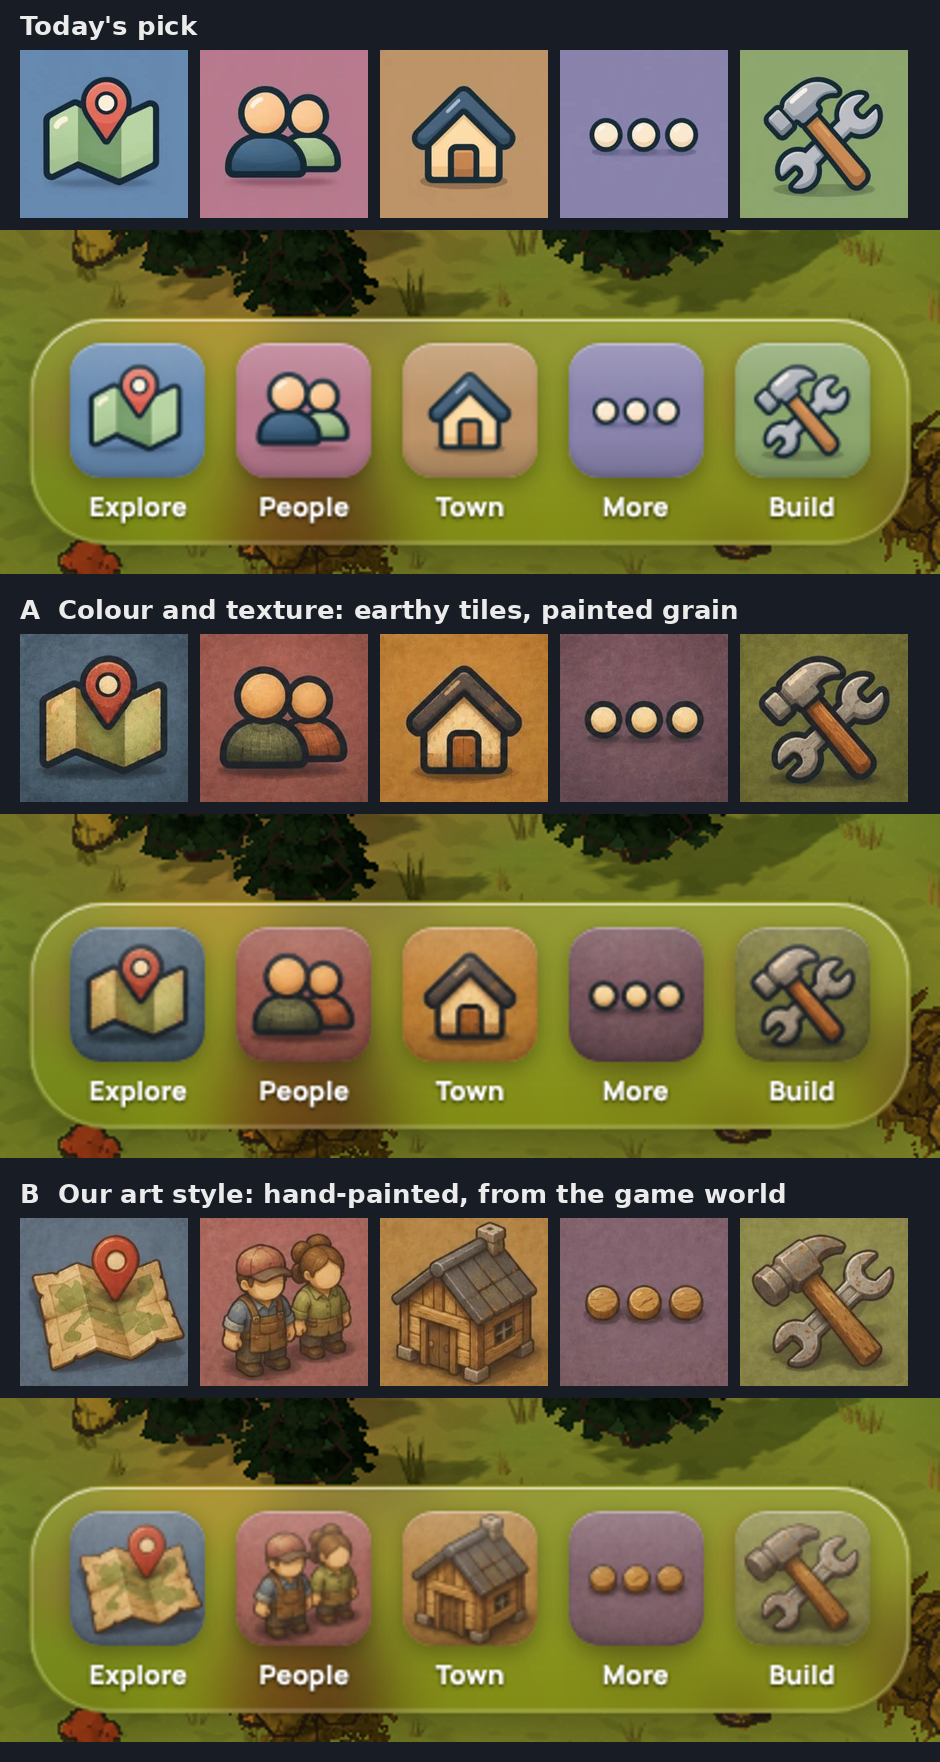 Today's pick
Explore People Town More Build
A Colour and texture: earthy tiles, painted grain
Explore People Town More Build
B Our art style: hand-painted, from the game world
Explore People Town More Build